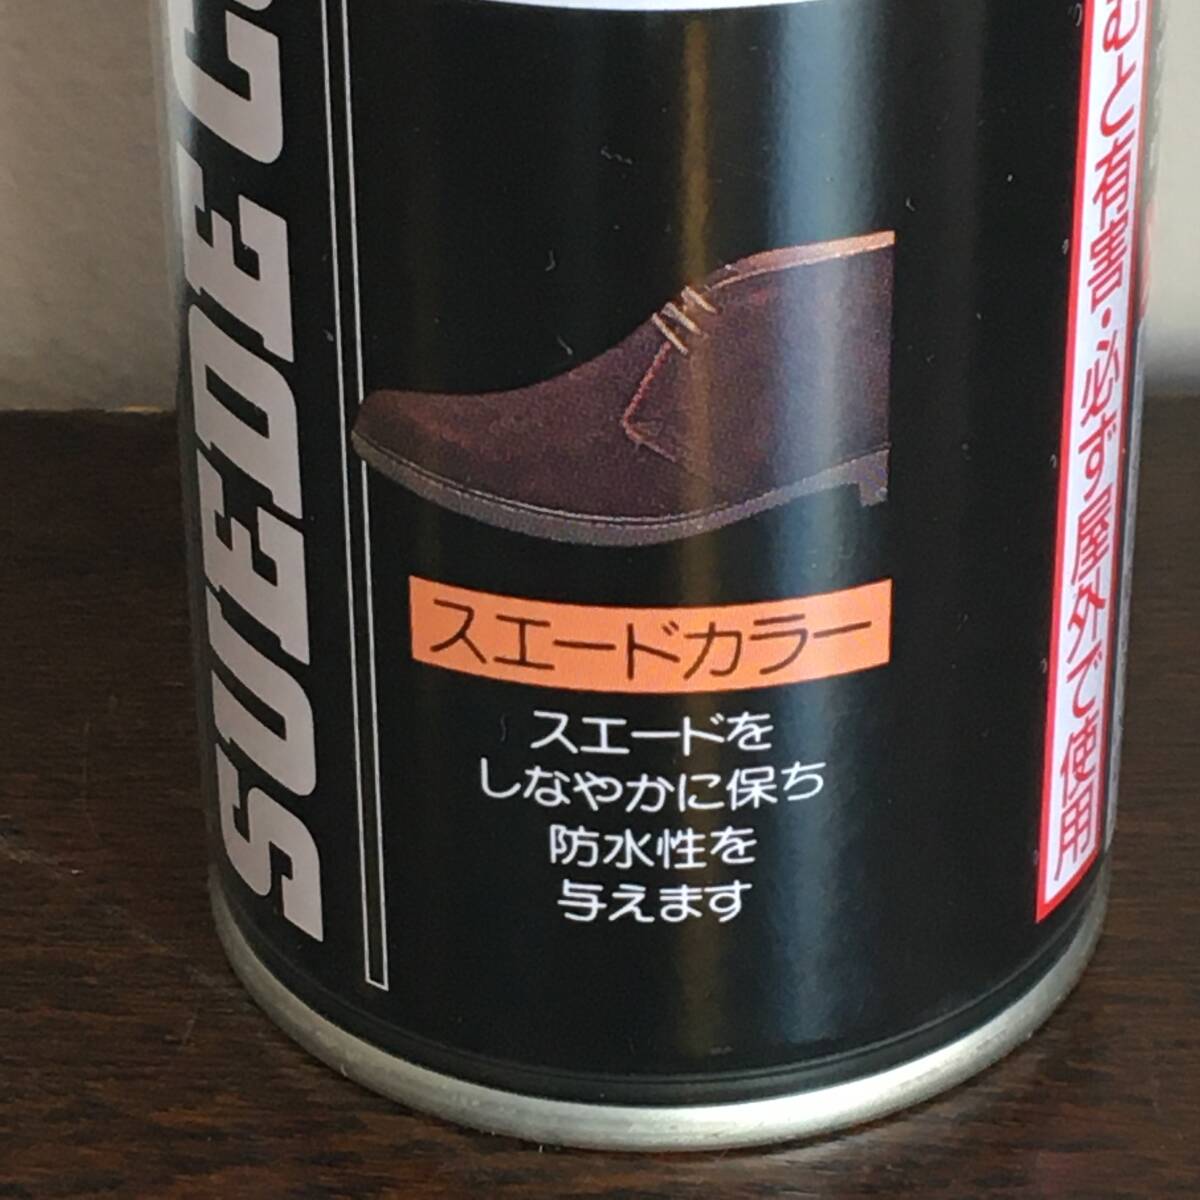 SUEDE
スエードカラー
スエードを
しなやかに保ち
防水性を
与えます
むと有害・必ず屋外で使用